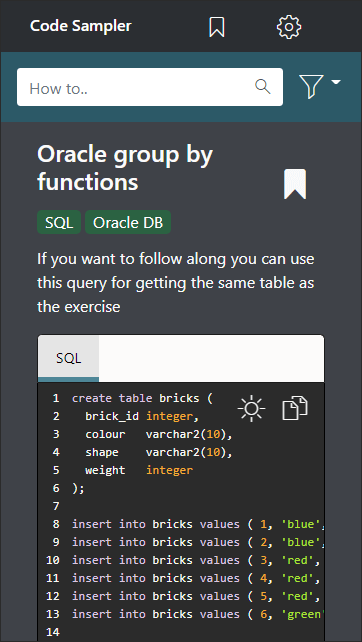 Code Sampler
How to..
Oracle group by
functions
SQL Oracle DB
If you want to follow along you can use
this query for getting the same table as
the exercise
SQL
1 create table bricks (
2   brick_id integer,
3   colour   varchar2(10),
4   shape    varchar2(10),
5   weight   integer
6 );
7
8 insert into bricks values ( 1, 'blue',
9 insert into bricks values ( 2, 'blue',
10 insert into bricks values ( 3, 'red',
11 insert into bricks values ( 4, 'red',
12 insert into bricks values ( 5, 'red',
13 insert into bricks values ( 6, 'green'
14